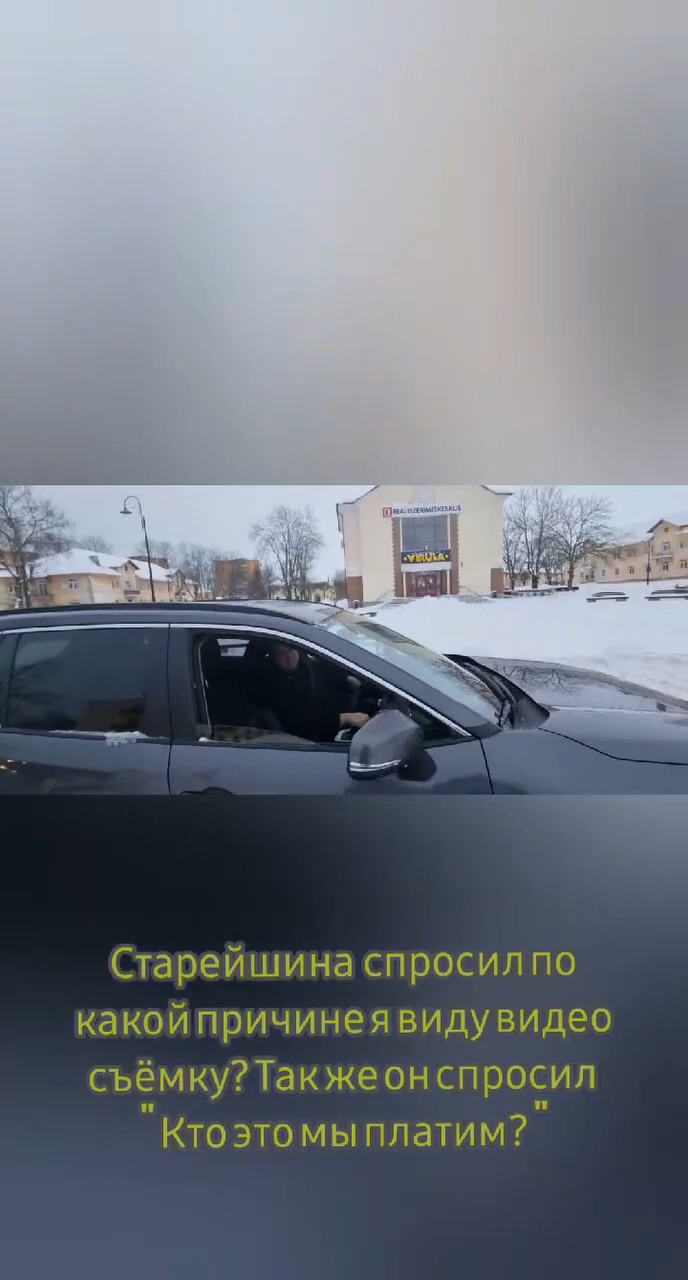 REALISEERIMISKESKUS
VIRULA
Старейшина спросил по
какой причине я виду видео
съёмку? Так же он спросил
"Кто это мы платим?"